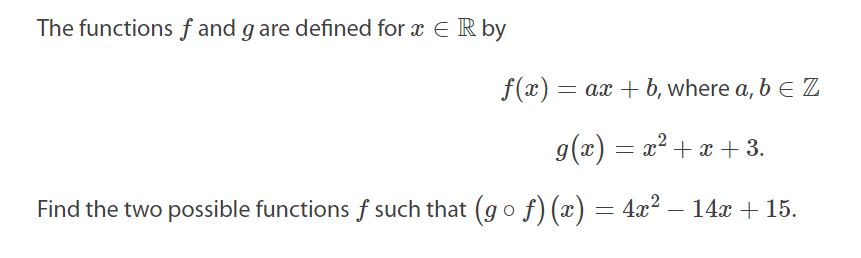 The functions f and g are defined for x ∈ ℝ by
f(x) = ax + b, where a, b ∈ ℤ
g(x) = x² + x + 3.
Find the two possible functions f such that (g ∘ f)(x) = 4x² − 14x + 15.